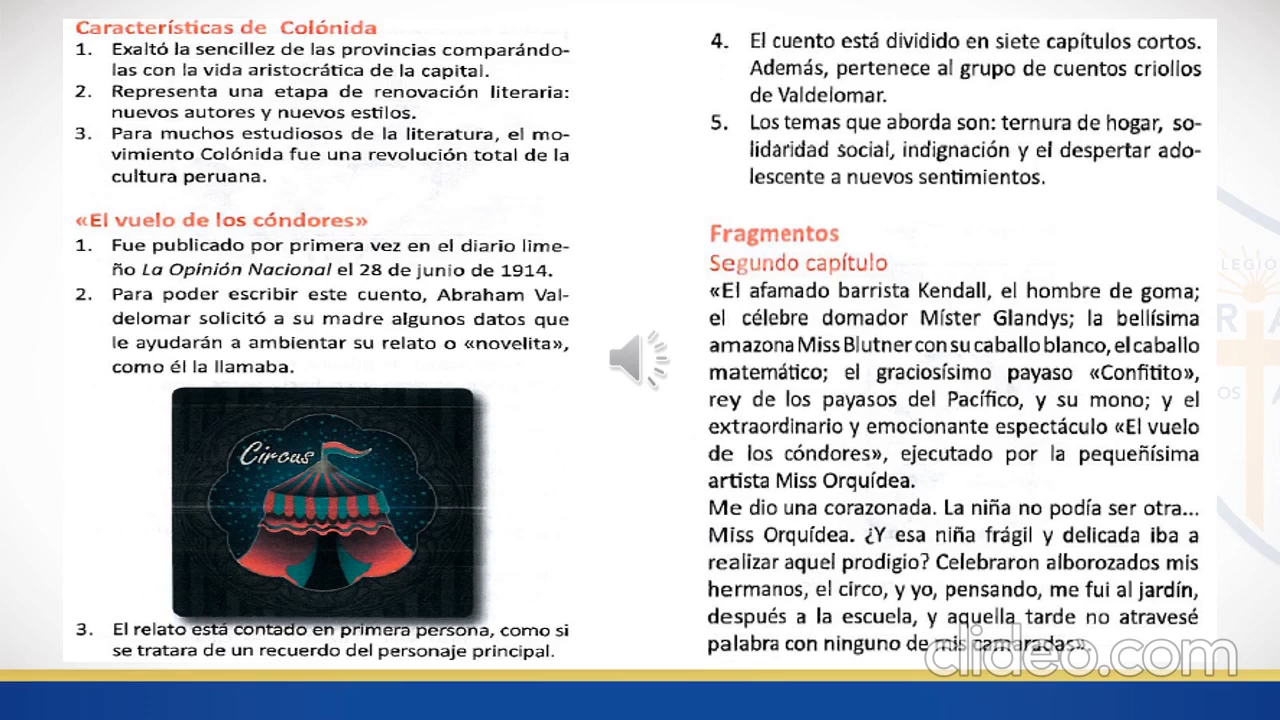 Características de Colónida
1. Exaltó la sencillez de las provincias comparándo-
las con la vida aristocrática de la capital.
2. Representa una etapa de renovación literaria:
nuevos autores y nuevos estilos.
3. Para muchos estudiosos de la literatura, el mo-
vimiento Colónida fue una revolución total de la
cultura peruana.
«El vuelo de los cóndores»
1. Fue publicado por primera vez en el diario lime-
ño La Opinión Nacional el 28 de junio de 1914.
2. Para poder escribir este cuento, Abraham Val-
delomar solicitó a su madre algunos datos que
le ayudarán a ambientar su relato o «novelita»,
como él la llamaba.
Circus
3. El relato está contado en primera persona, como si
se tratara de un recuerdo del personaje principal.
4. El cuento está dividido en siete capítulos cortos.
Además, pertenece al grupo de cuentos criollos
de Valdelomar.
5. Los temas que aborda son: ternura de hogar, so-
lidaridad social, indignación y el despertar ado-
lescente a nuevos sentimientos.
Fragmentos
Segundo capítulo
«El afamado barrista Kendall, el hombre de goma;
el célebre domador Míster Glandys; la bellísima
amazona Miss Blutner con su caballo blanco, el caballo
matemático; el graciosísimo payaso «Confitito»,
rey de los payasos del Pacífico, y su mono; y el
extraordinario y emocionante espectáculo «El vuelo
de los cóndores», ejecutado por la pequeñísima
artista Miss Orquídea.
Me dio una corazonada. La niña no podía ser otra...
Miss Orquídea. ¿Y esa niña frágil y delicada iba a
realizar aquel prodigio? Celebraron alborozados mis
hermanos, el circo, y yo, pensando, me fui al jardín,
después a la escuela, y aquella tarde no atravesé
palabra con ninguno de mis camaradas».
clideo.com